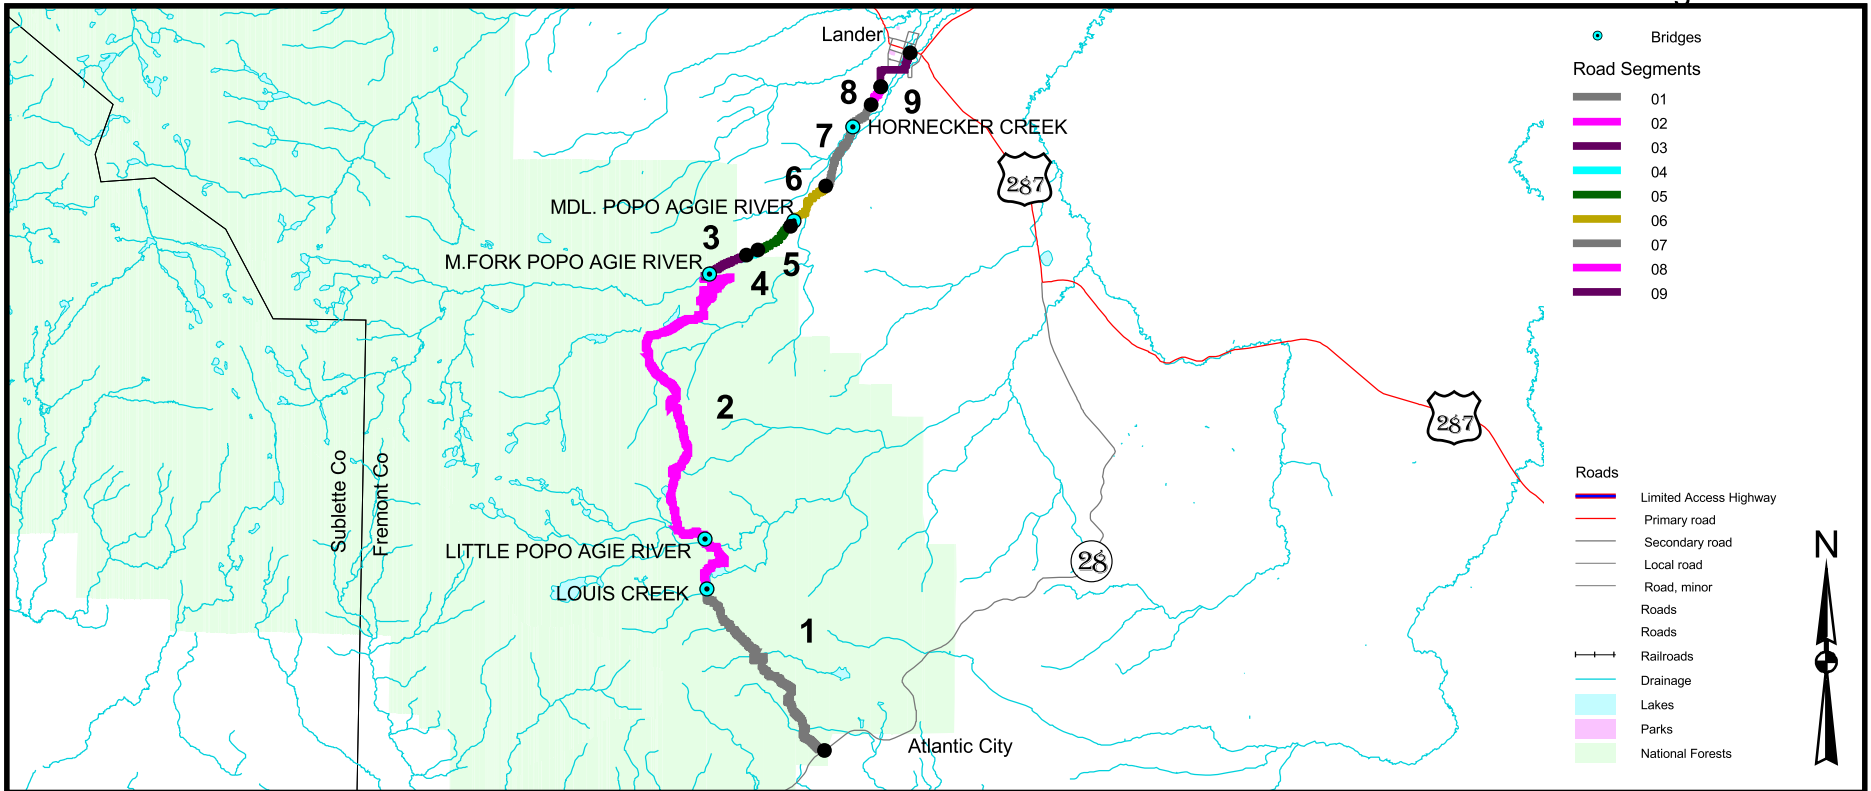 Lander
8
9
7
HORNECKER CREEK
6
287
MDL. POPO AGGIE RIVER
3
M.FORK POPO AGIE RIVER
5
4
2
287
Sublette Co
Fremont Co
LITTLE POPO AGIE RIVER
28
LOUIS CREEK
1
Atlantic City
Bridges
Road Segments
01
02
03
04
05
06
07
08
09
Roads
Limited Access Highway
Primary road
Secondary road
Local road
Road, minor
Roads
Roads
Railroads
Drainage
Lakes
Parks
National Forests
N